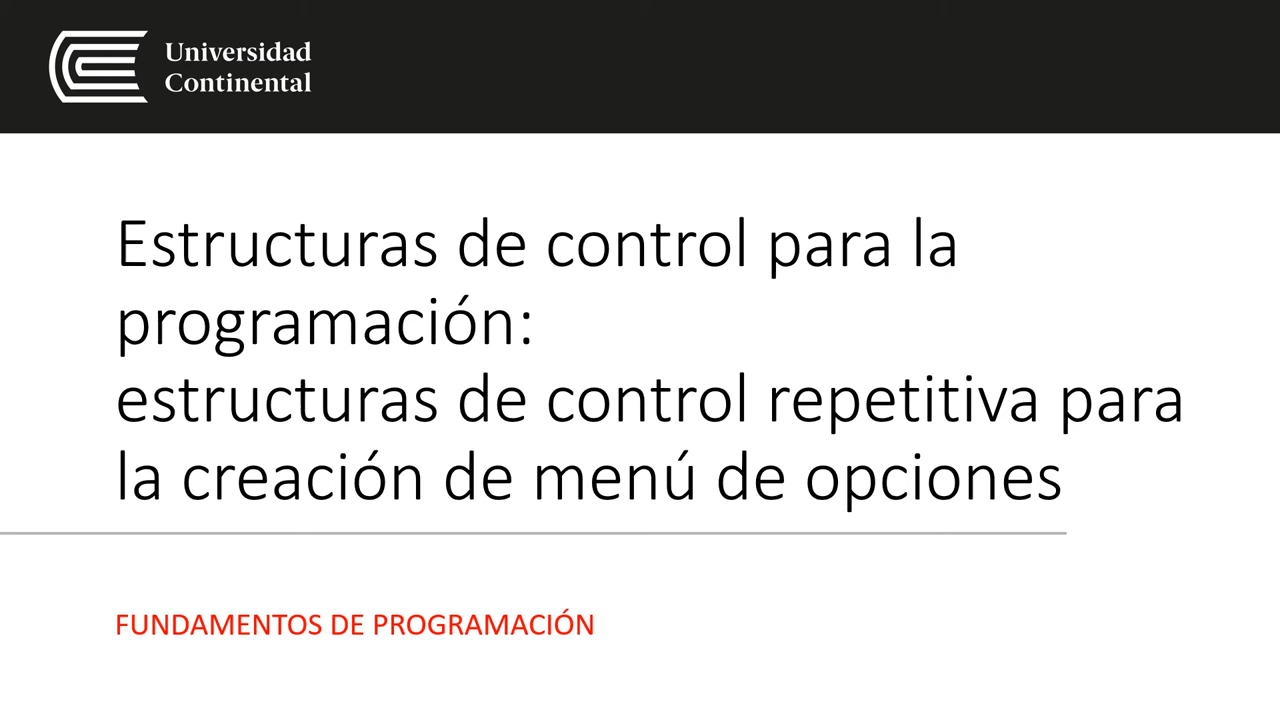 Universidad
Continental
Estructuras de control para la
programación:
estructuras de control repetitiva para
la creación de menú de opciones
FUNDAMENTOS DE PROGRAMACIÓN